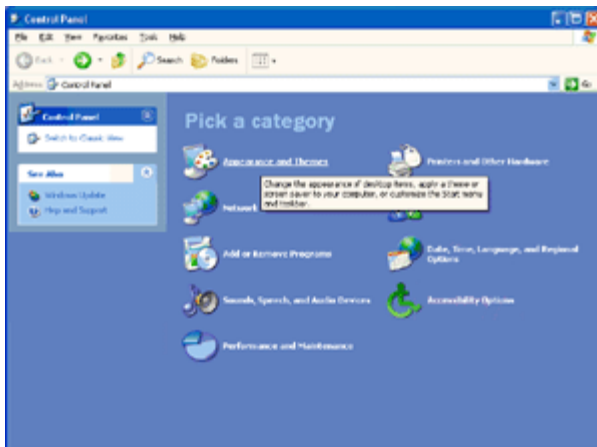 Control Panel
File Edit View Favorites Tools Help
Back Search Folders
Address Control Panel Go
Control Panel
Switch to Classic View
See Also
Windows Update
Help and Support
Pick a category
Appearance and Themes
Printers and Other Hardware
Change the appearance of desktop items, apply a theme or
screen saver to your computer, or customize the Start menu
and taskbar.
Network
Add or Remove Programs
Date, Time, Language, and Regional
Options
Sounds, Speech, and Audio Devices
Accessibility Options
Performance and Maintenance